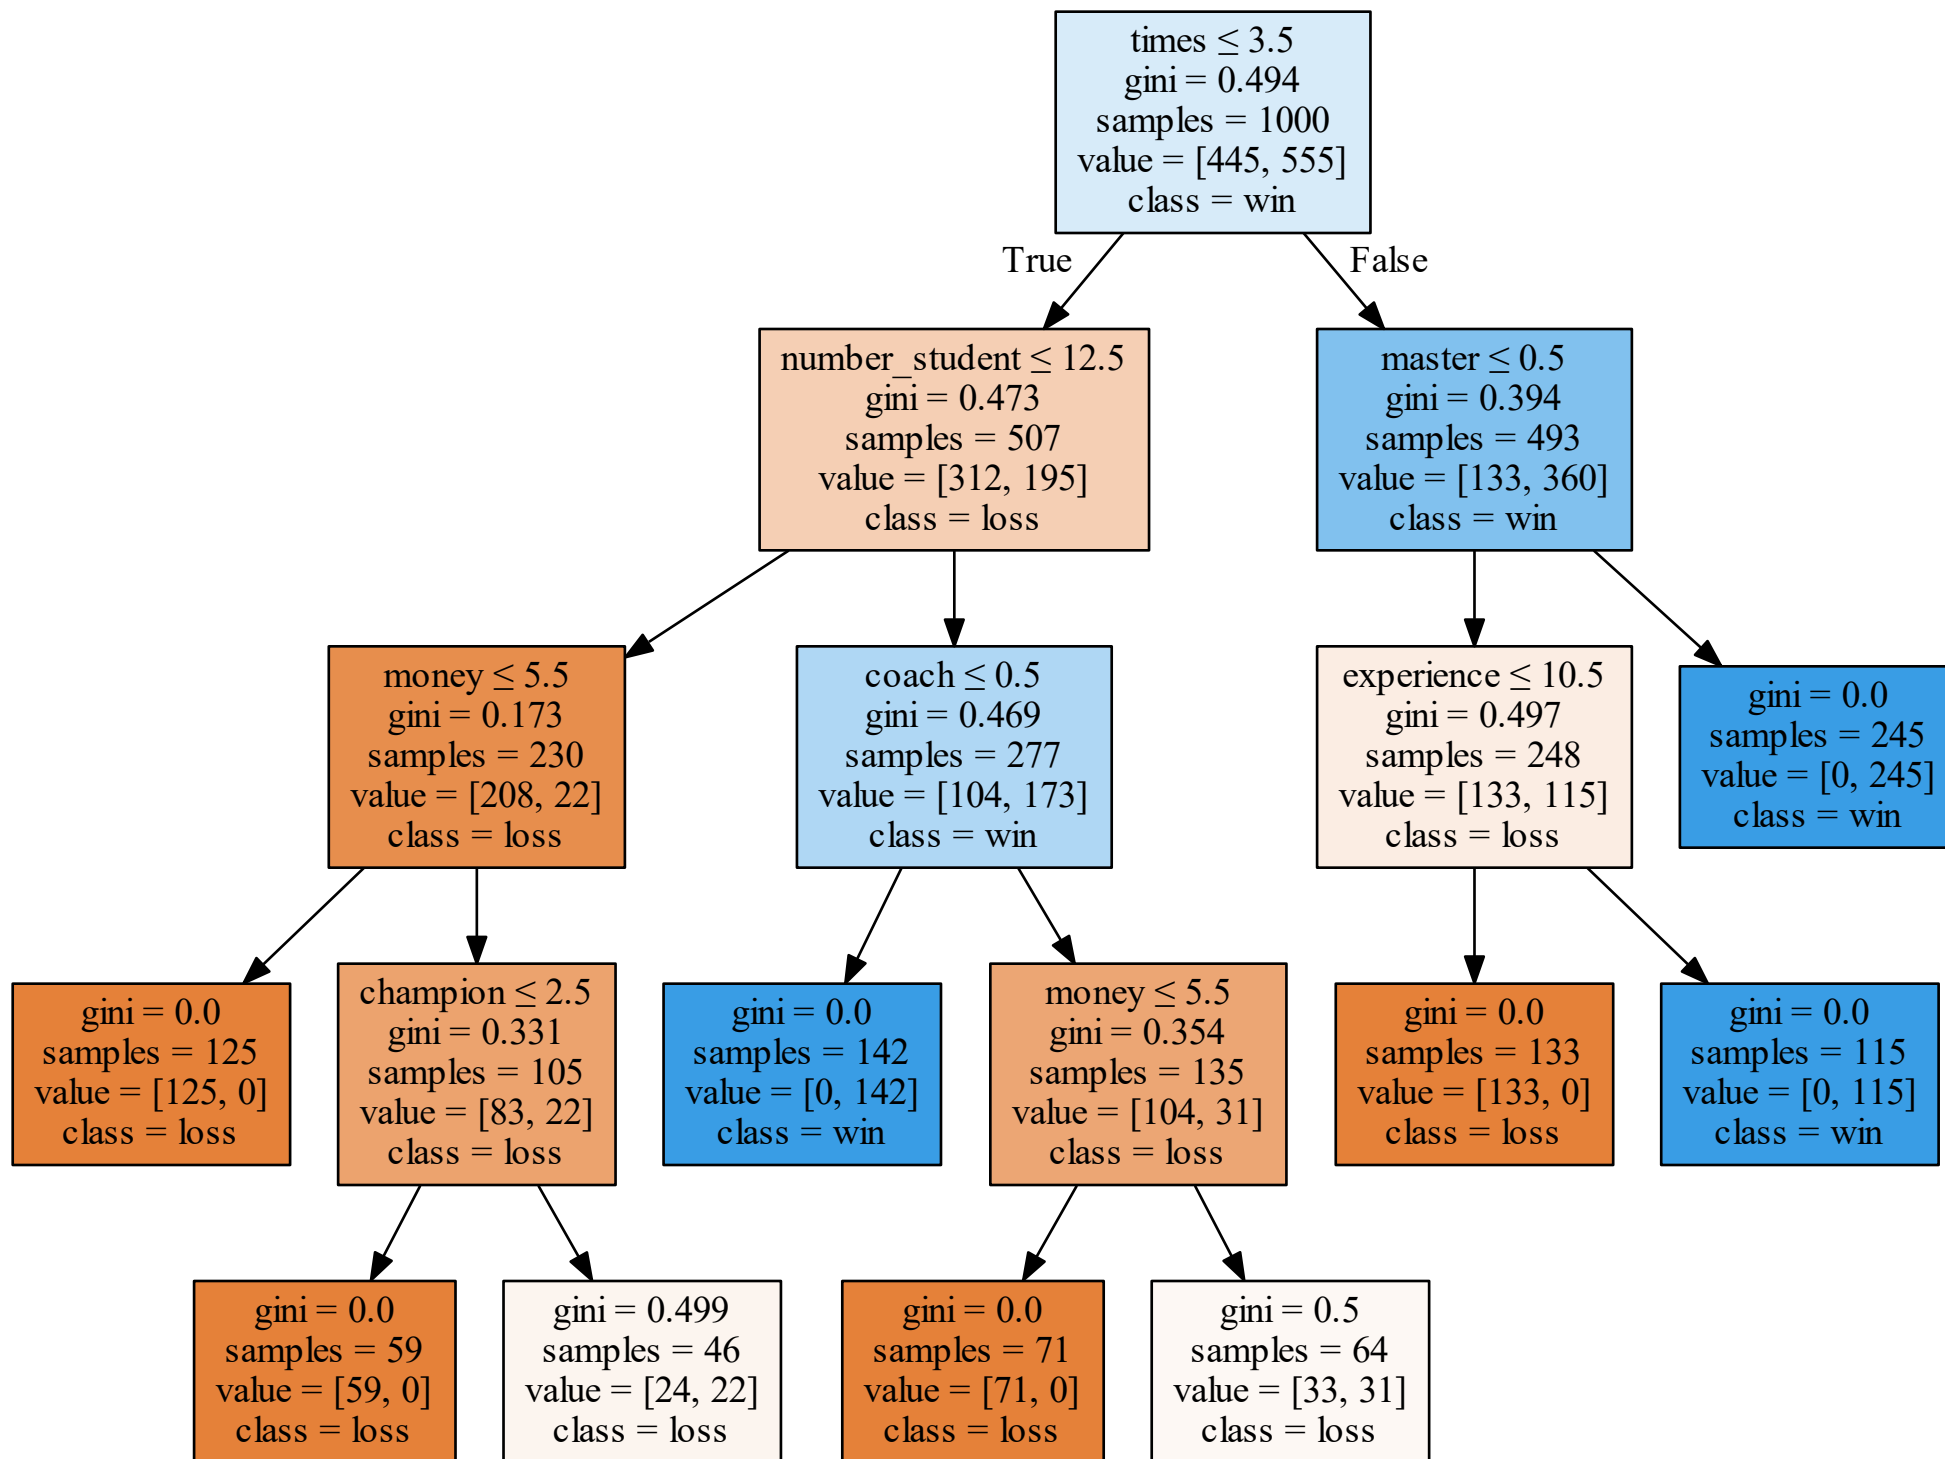 times ≤ 3.5
gini = 0.494
samples = 1000
value = [445, 555]
class = win
True
False
number_student ≤ 12.5
gini = 0.473
samples = 507
value = [312, 195]
class = loss
master ≤ 0.5
gini = 0.394
samples = 493
value = [133, 360]
class = win
money ≤ 5.5
gini = 0.173
samples = 230
value = [208, 22]
class = loss
coach ≤ 0.5
gini = 0.469
samples = 277
value = [104, 173]
class = win
experience ≤ 10.5
gini = 0.497
samples = 248
value = [133, 115]
class = loss
gini = 0.0
samples = 245
value = [0, 245]
class = win
gini = 0.0
samples = 125
value = [125, 0]
class = loss
champion ≤ 2.5
gini = 0.331
samples = 105
value = [83, 22]
class = loss
gini = 0.0
samples = 142
value = [0, 142]
class = win
money ≤ 5.5
gini = 0.354
samples = 135
value = [104, 31]
class = loss
gini = 0.0
samples = 133
value = [133, 0]
class = loss
gini = 0.0
samples = 115
value = [0, 115]
class = win
gini = 0.0
samples = 59
value = [59, 0]
class = loss
gini = 0.499
samples = 46
value = [24, 22]
class = loss
gini = 0.0
samples = 71
value = [71, 0]
class = loss
gini = 0.5
samples = 64
value = [33, 31]
class = loss